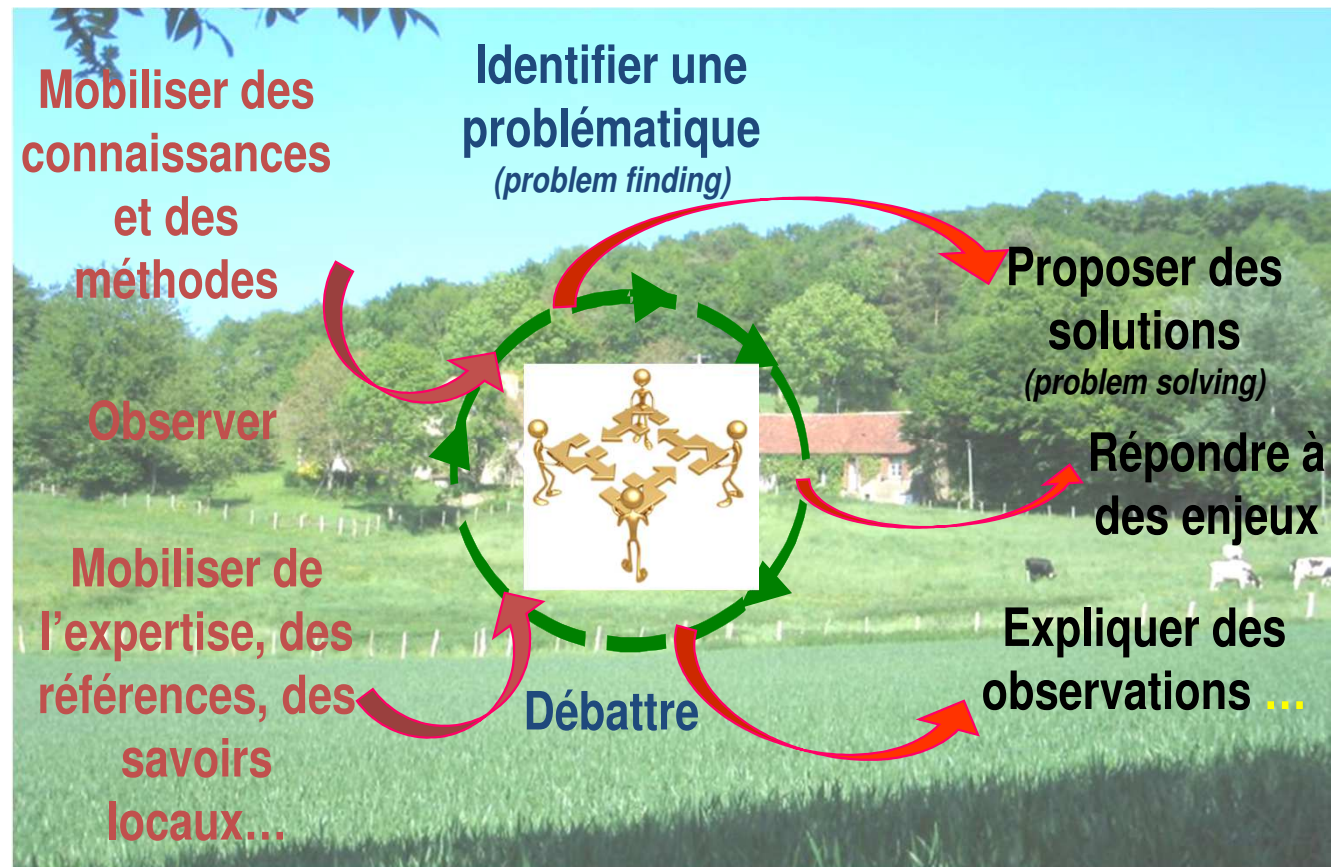 Mobiliser des
connaissances
et des
méthodes
Identifier une
problématique
(problem finding)
Proposer des
solutions
(problem solving)
Observer
Répondre à
des enjeux
Mobiliser de
l'expertise, des
références, des
savoirs
locaux...
Débattre
Expliquer des
observations ...